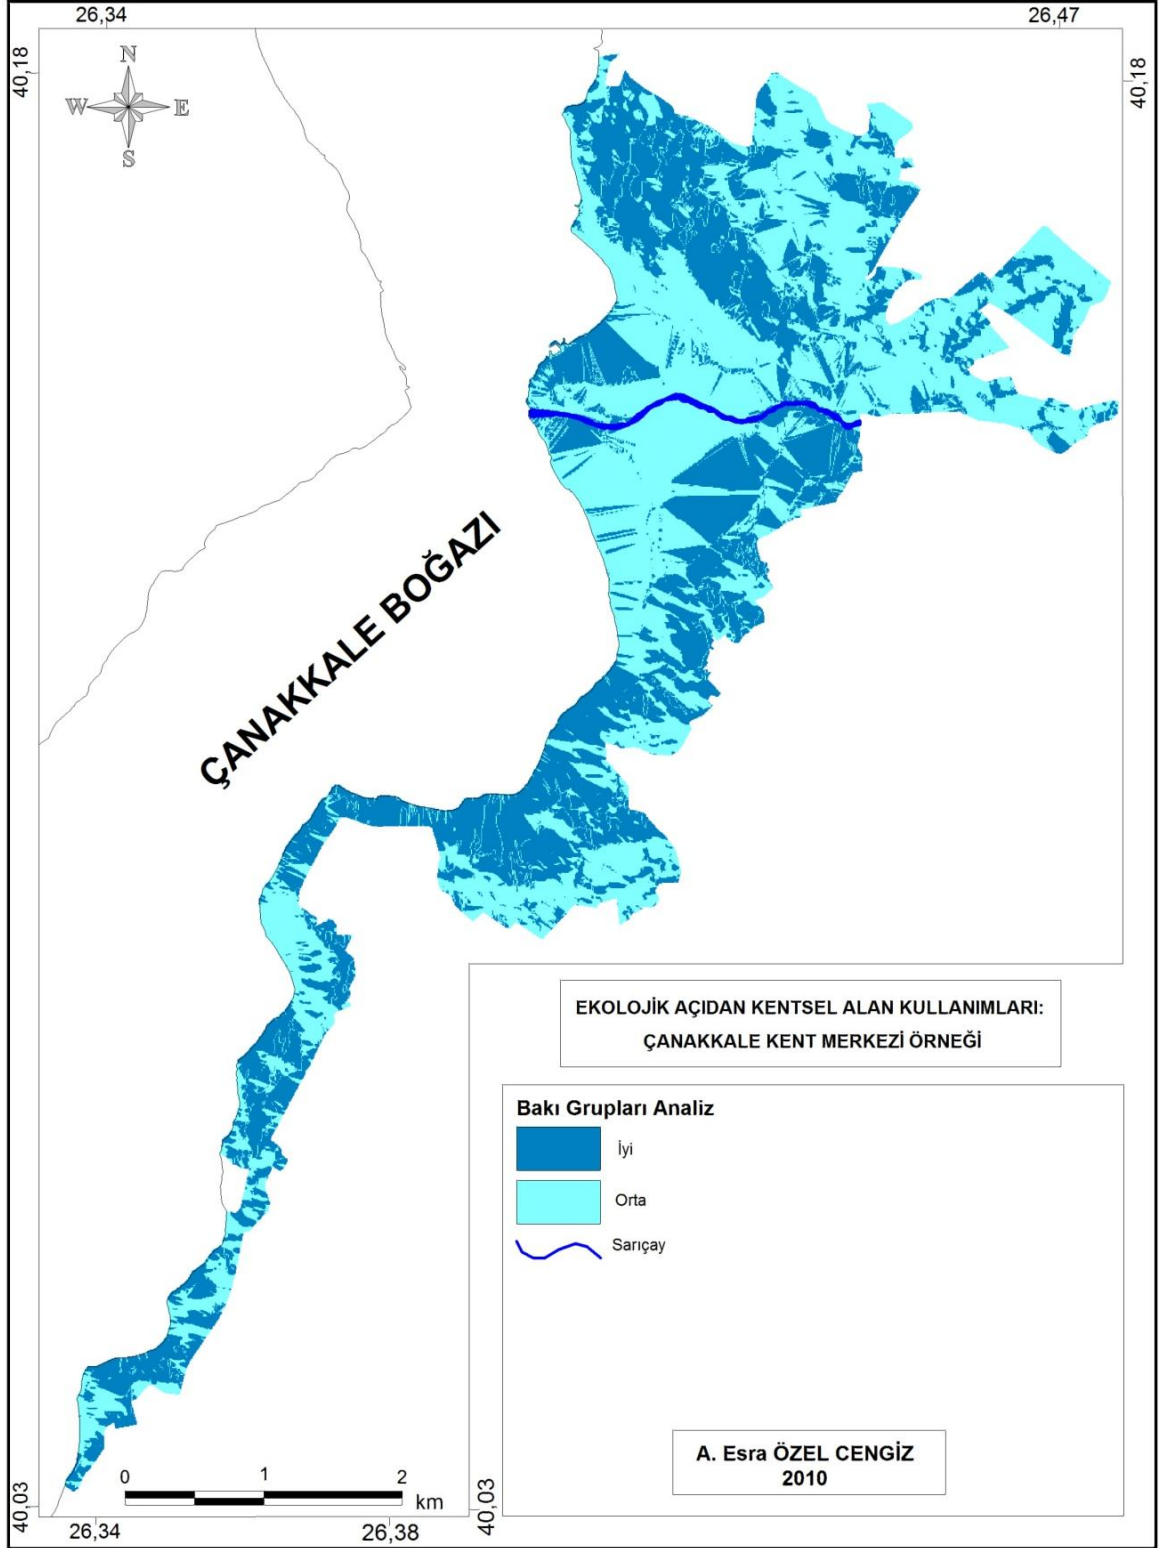 26,34
26,47
40,18
40,18
N
W
E
S
ÇANAKKALE BOĞAZI
EKOLOJİK AÇIDAN KENTSEL ALAN KULLANIMLARI:
ÇANAKKALE KENT MERKEZİ ÖRNEĞİ
Bakı Grupları Analiz
İyi
Orta
Sarıçay
A. Esra ÖZEL CENGİZ
2010
0
1
2
km
40,03
40,03
26,34
26,38